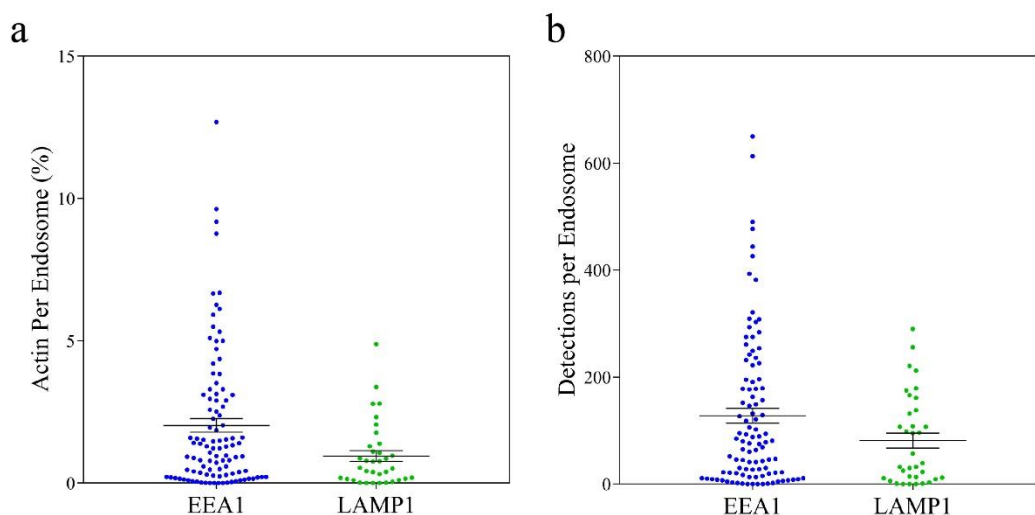 a
Actin Per Endosome (%)
15
10
5
0
EEA1 LAMP1
b
Detections per Endosome
800
600
400
200
0
EEA1 LAMP1